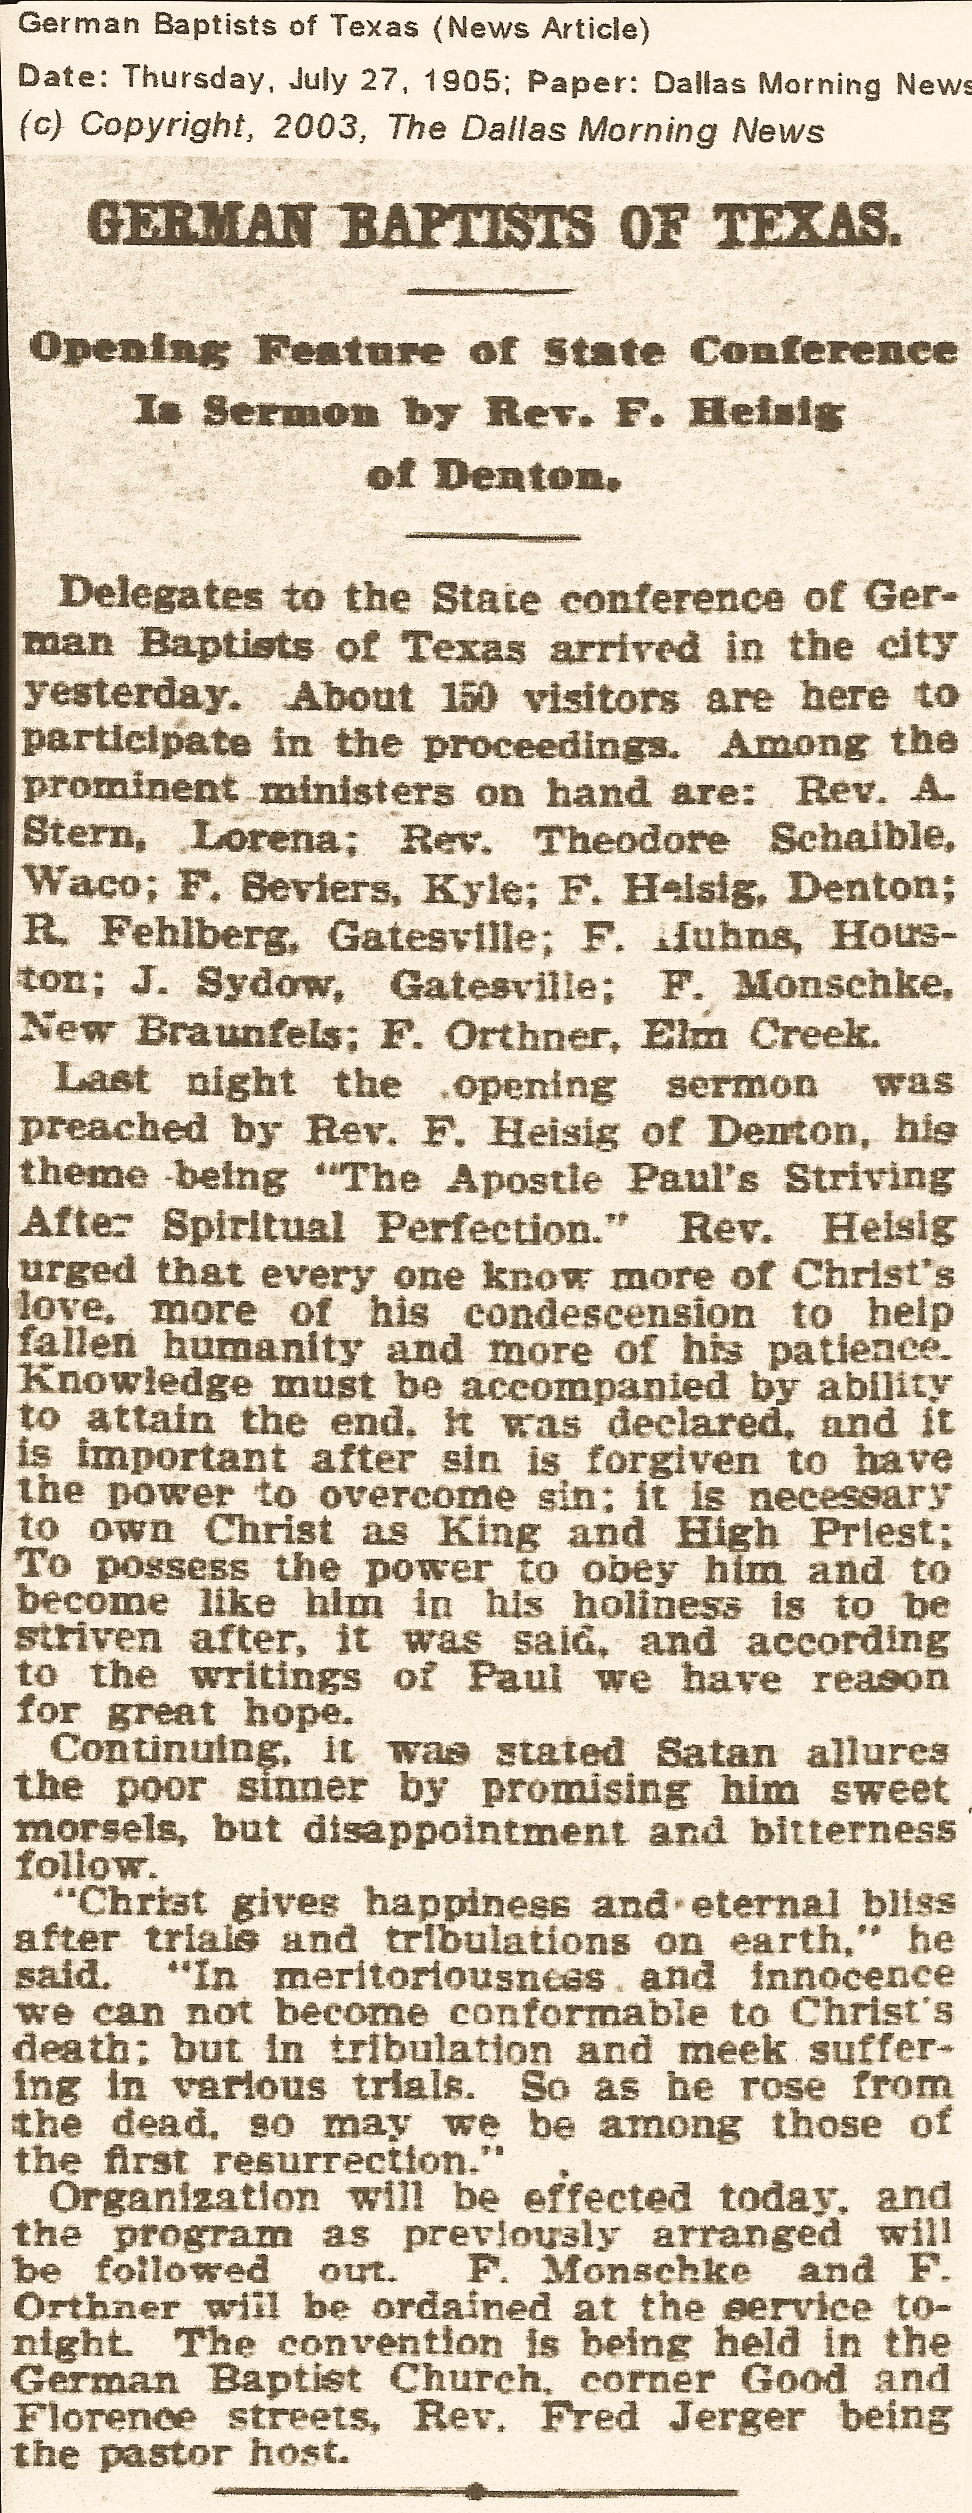 German Baptists of Texas (News Article)
Date: Thursday, July 27, 1905; Paper: Dallas Morning News
(c) Copyright, 2003, The Dallas Morning News
GERMAN BAPTISTS OF TEXAS.
Opening Feature of State Conference
Is Sermon by Rev. F. Heisig
of Denton.
Delegates to the State conference of Ger-
man Baptists of Texas arrived in the city
yesterday. About 150 visitors are here to
participate in the proceedings. Among the
prominent ministers on hand are: Rev. A.
Stern, Lorena; Rev. Theodore Schaible,
Waco; F. Seviers, Kyle; F. Heisig, Denton;
R. Fehlberg, Gatesville; F. Hous-
ton; J. Sydow, Gatesville; F. Monschke,
New Braunfels; F. Orthner, Elm Creek.
Last night the opening sermon was
preached by Rev. F. Heisig of Denton, his
theme being "The Apostle Paul's Striving
After Spiritual Perfection." Rev. Heisig
urged that every one know more of Christ's
love, more of his condescension to help
fallen humanity and more of his patience.
Knowledge must be accompanied by ability
to attain the end, it was declared, and it
is important after sin is forgiven to have
the power to overcome sin; it is necessary
to own Christ as King and High Priest;
To possess the power to obey him and to
become like him in his holiness is to be
striven after, it was said, and according
to the writings of Paul we have reason
for great hope.
Continuing, it was stated Satan allures
the poor sinner by promising him sweet
morsels, but disappointment and bitterness
follow.
"Christ gives happiness and eternal bliss
after trials and tribulations on earth," he
said. "In meritoriousness and innocence
we can not become conformable to Christ's
death; but in tribulation and meek suffer-
ing in various trials. So as he rose from
the dead, so may we be among those of
the first resurrection."
Organization will be effected today, and
the program as previously arranged will
be followed out. F. Monschke and F.
Orthner will be ordained at the service to-
night. The convention is being held in the
German Baptist Church, corner Good and
Florence streets, Rev. Fred Jerger being
the pastor host.